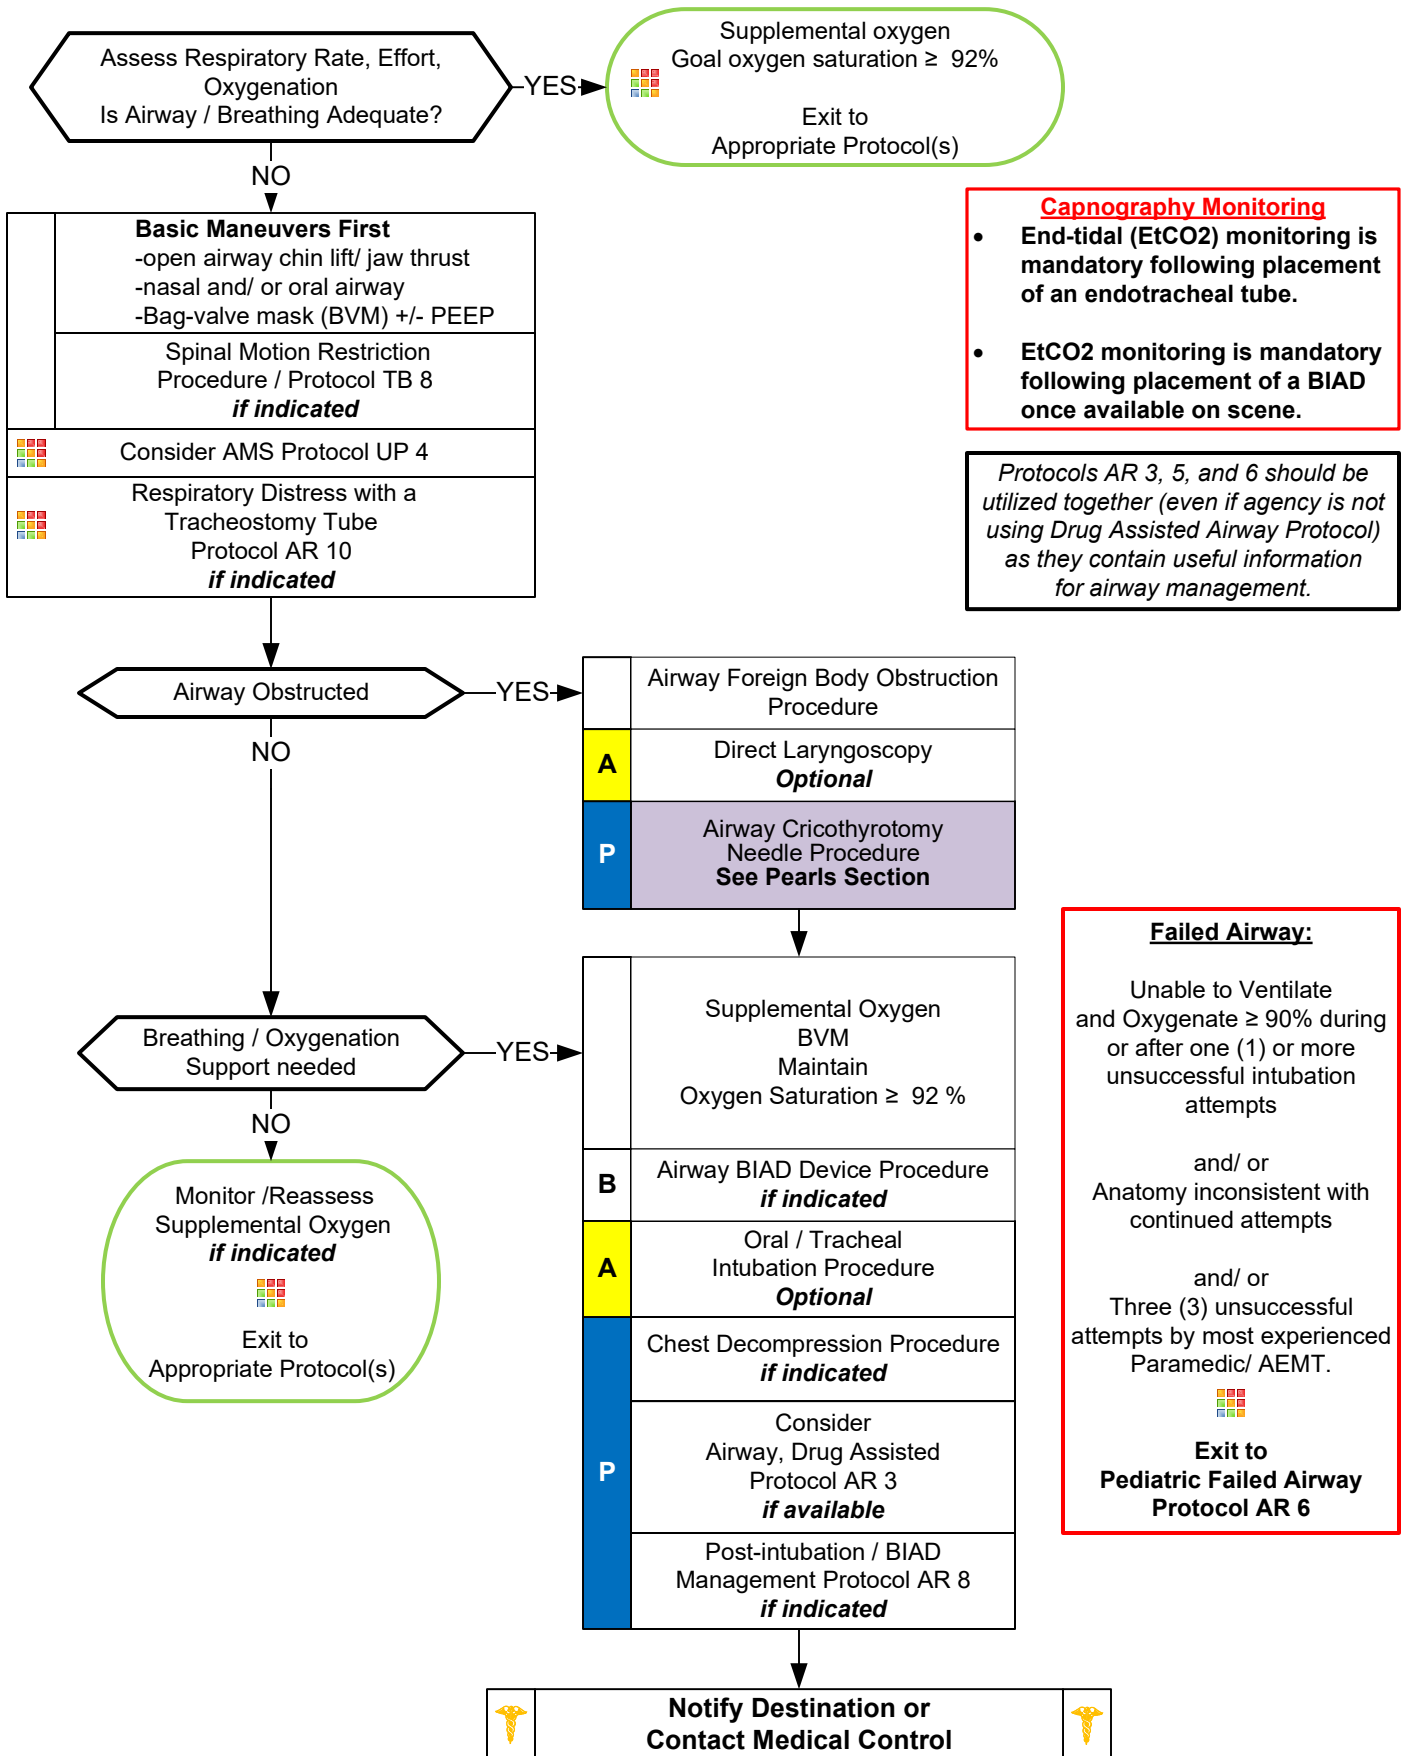 Assess Respiratory Rate, Effort,
Oxygenation
Is Airway / Breathing Adequate?
YES
Supplemental oxygen
Goal oxygen saturation ≥ 92%
Exit to
Appropriate Protocol(s)
NO
Basic Maneuvers First
-open airway chin lift/ jaw thrust
-nasal and/ or oral airway
-Bag-valve mask (BVM) +/- PEEP
Spinal Motion Restriction
Procedure / Protocol TB 8
if indicated
Consider AMS Protocol UP 4
Respiratory Distress with a
Tracheostomy Tube
Protocol AR 10
if indicated
Capnography Monitoring
• End-tidal (EtCO2) monitoring is
mandatory following placement
of an endotracheal tube.
• EtCO2 monitoring is mandatory
following placement of a BIAD
once available on scene.
Protocols AR 3, 5, and 6 should be
utilized together (even if agency is not
using Drug Assisted Airway Protocol)
as they contain useful information
for airway management.
Airway Obstructed
YES
NO
Airway Foreign Body Obstruction
Procedure
A
Direct Laryngoscopy
Optional
P
Airway Cricothyrotomy
Needle Procedure
See Pearls Section
Breathing / Oxygenation
Support needed
YES
NO
Supplemental Oxygen
BVM
Maintain
Oxygen Saturation ≥ 92 %
B
Airway BIAD Device Procedure
if indicated
A
Oral / Tracheal
Intubation Procedure
Optional
P
Chest Decompression Procedure
if indicated
Consider
Airway, Drug Assisted
Protocol AR 3
if available
Post-intubation / BIAD
Management Protocol AR 8
if indicated
Monitor /Reassess
Supplemental Oxygen
if indicated
Exit to
Appropriate Protocol(s)
Failed Airway:
Unable to Ventilate
and Oxygenate ≥ 90% during
or after one (1) or more
unsuccessful intubation
attempts
and/ or
Anatomy inconsistent with
continued attempts
and/ or
Three (3) unsuccessful
attempts by most experienced
Paramedic/ AEMT.
Exit to
Pediatric Failed Airway
Protocol AR 6
Notify Destination or
Contact Medical Control